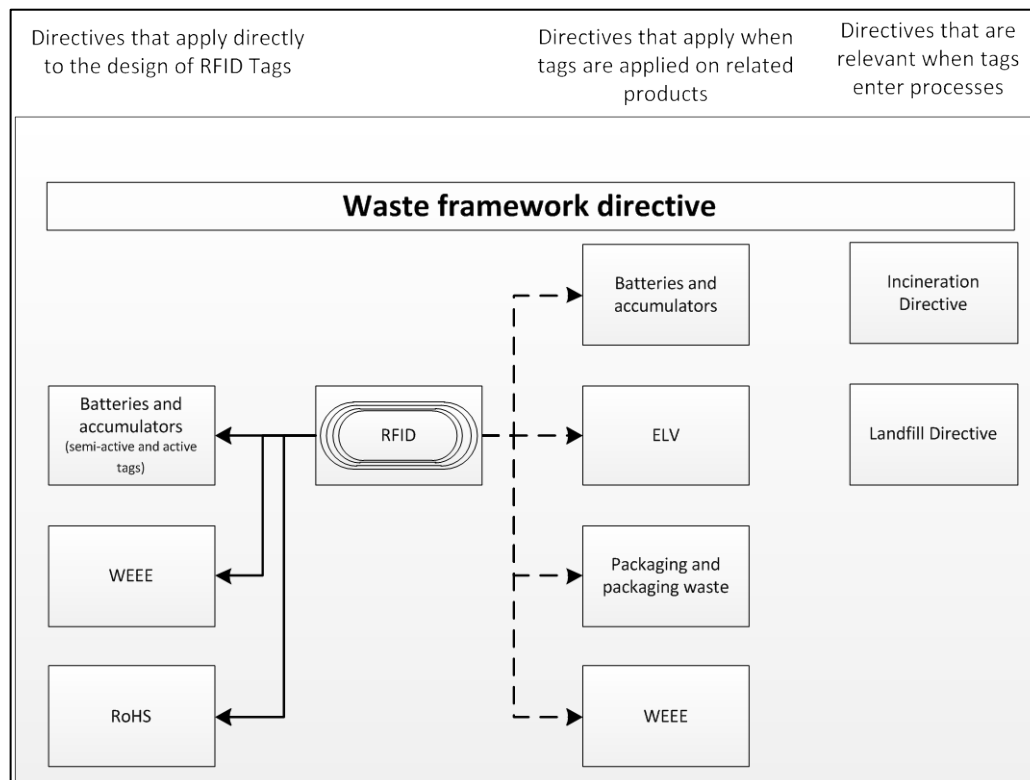 Directives that apply directly
to the design of RFID Tags
Directives that apply when
tags are applied on related
products
Directives that are
relevant when tags
enter processes
Waste framework directive
Batteries and
accumulators
Incineration
Directive
Batteries and
accumulators
(semi-active and active
tags)
RFID
ELV
Landfill Directive
WEEE
Packaging and
packaging waste
RoHS
WEEE